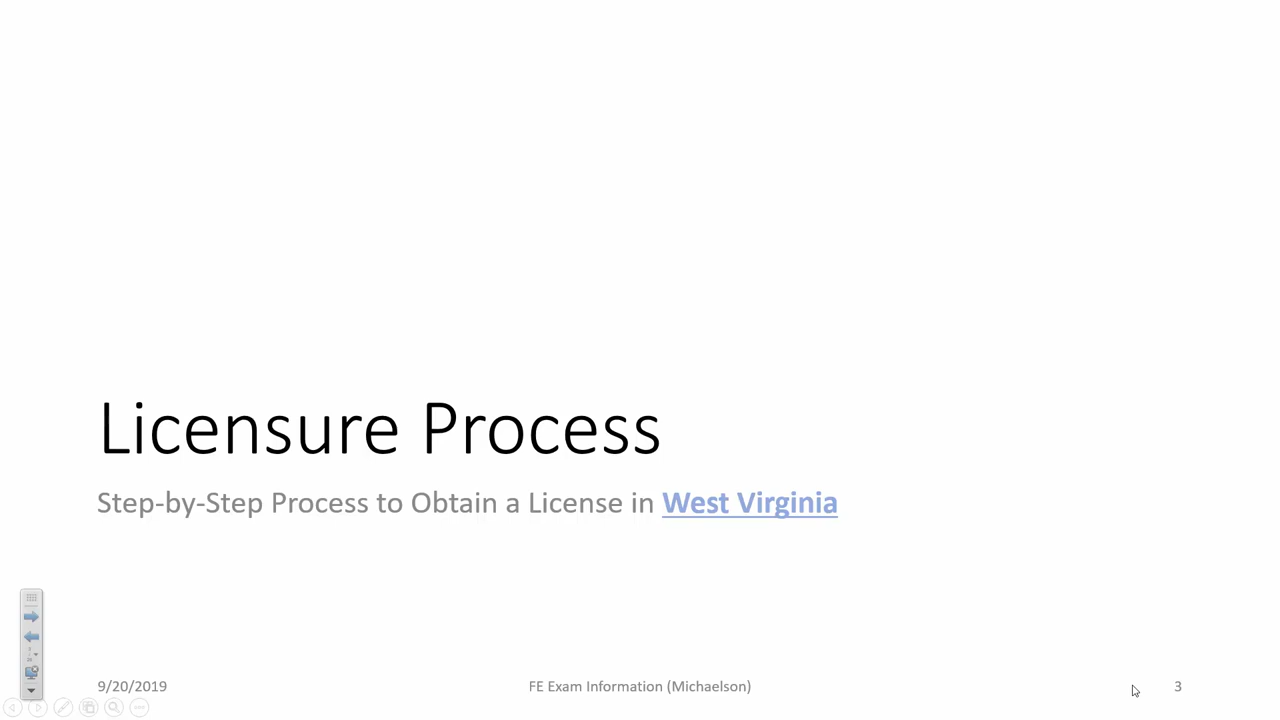 Licensure Process
Step-by-Step Process to Obtain a License in West Virginia
9/20/2019
FE Exam Information (Michaelson)
3